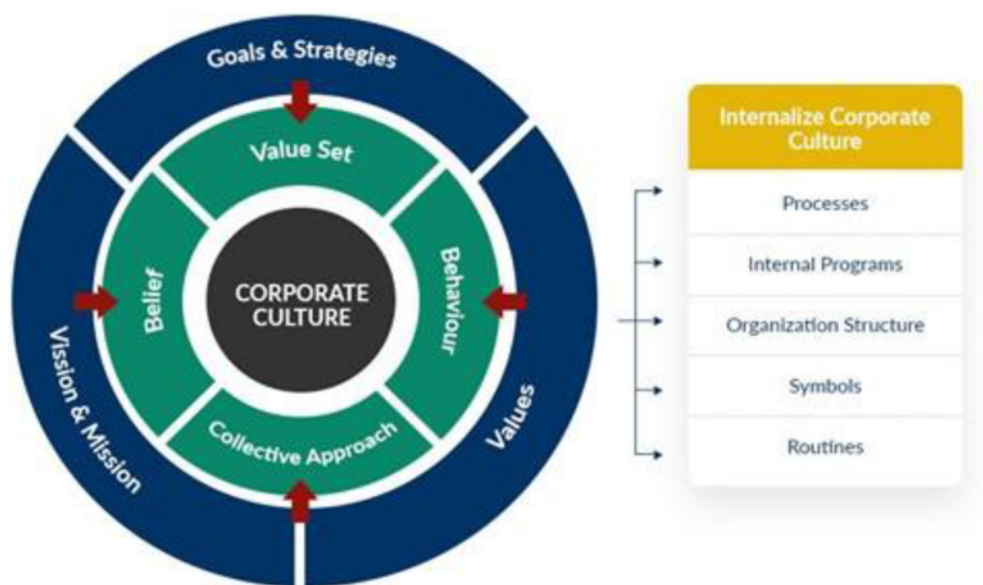 Goals & Strategies
Value Set
Belief
Behaviour
CORPORATE
CULTURE
Collective Approach
Vission & Mission
Values
Internalize Corporate
Culture
Processes
Internal Programs
Organization Structure
Symbols
Routines